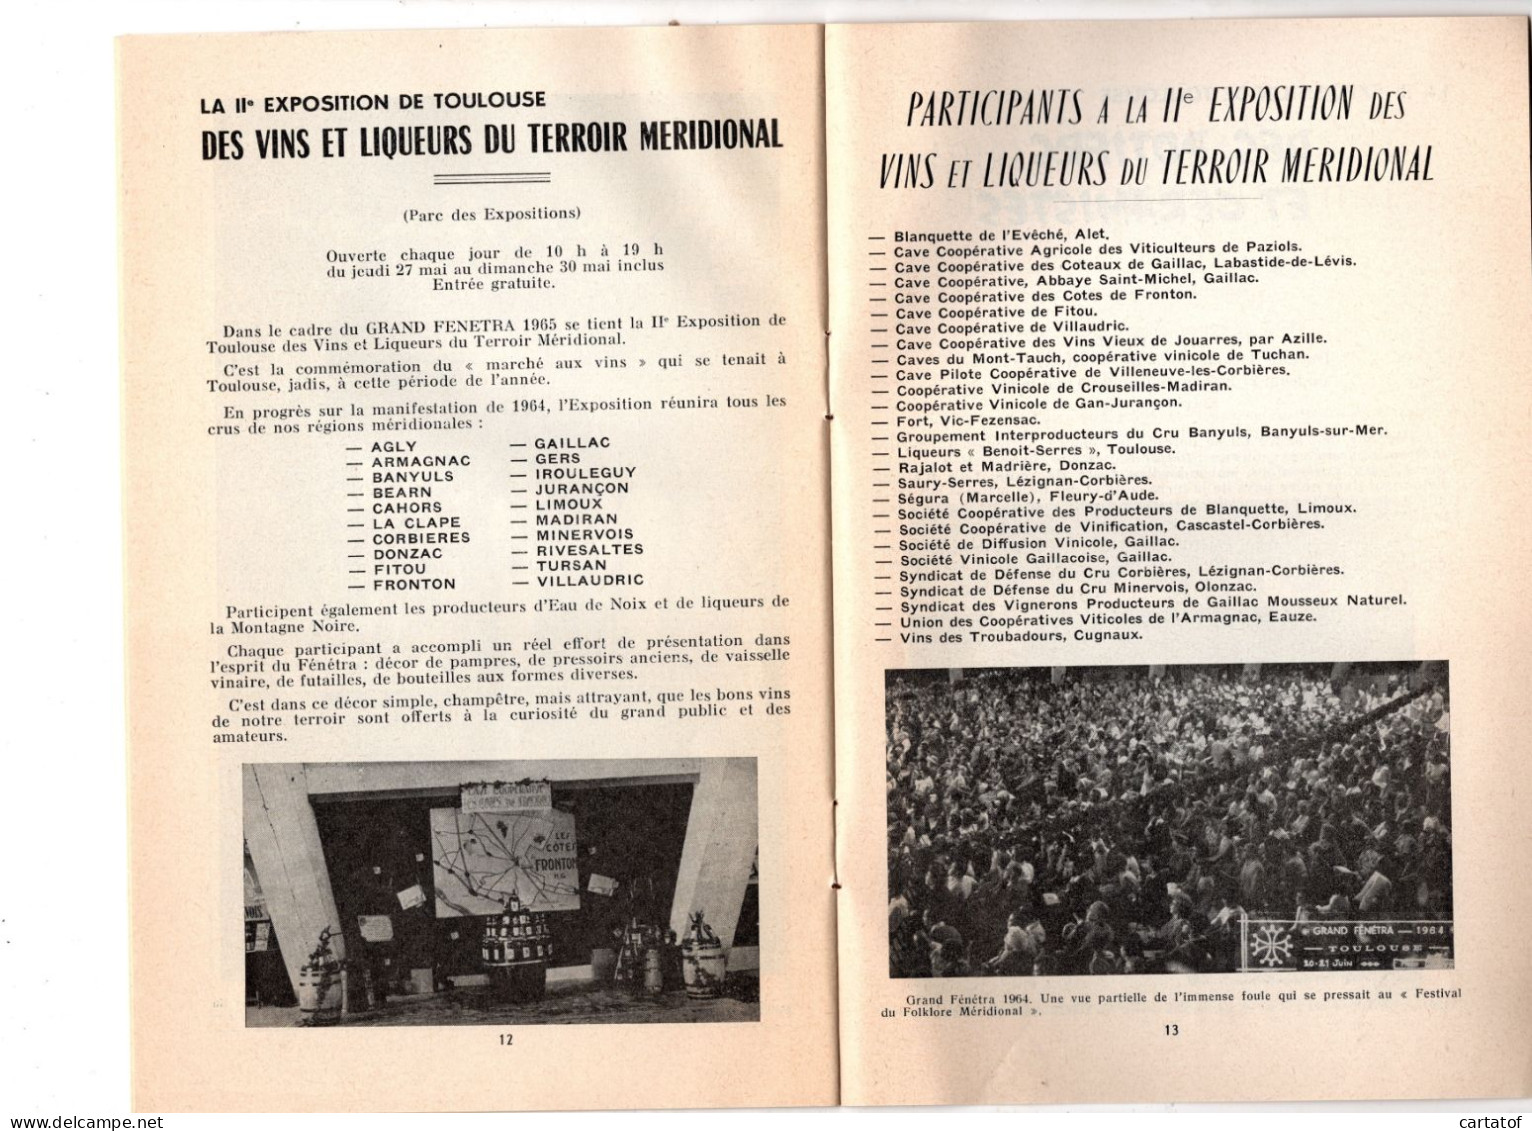 LA IIe EXPOSITION DE TOULOUSE
DES VINS ET LIQUEURS DU TERROIR MERIDIONAL
(Parc des Expositions)
Ouverte chaque jour de 10 h à 19 h
du jeudi 27 mai au dimanche 30 mai inclus
Entrée gratuite.
Dans le cadre du GRAND FENETRA 1965 se tient la IIe Exposition de
Toulouse des Vins et Liqueurs du Terroir Méridional.
C'est la commémoration du « marché aux vins » qui se tenait à
Toulouse, jadis, à cette période de l'année.
En progrès sur la manifestation de 1964, l'Exposition réunira tous les
crus de nos régions méridionales :
— AGLY
— ARMAGNAC
— BANYULS
— BEARN
— CAHORS
— LA CLAPE
— CORBIERES
— DONZAC
— FITOU
— FRONTON
— GAILLAC
— GERS
— IROULEGUY
— JURANÇON
— LIMOUX
— MADIRAN
— MINERVOIS
— RIVESALTES
— TURSAN
— VILLAUDRIC
Participent également les producteurs d'Eau de Noix et de liqueurs de
la Montagne Noire.
Chaque participant a accompli un réel effort de présentation dans
l'esprit du Fénétra : décor de pampres, de pressoirs anciens, de vaisselle
vinaire, de futailles, de bouteilles aux formes diverses.
C'est dans ce décor simple, champêtre, mais attrayant, que les bons vins
de notre terroir sont offerts à la curiosité du grand public et des
amateurs.
CAVE COOPERATIVE
LES
CÔTES
FRONTON
12
PARTICIPANTS A LA IIe EXPOSITION DES
VINS ET LIQUEURS DU TERROIR MERIDIONAL
— Blanquette de l'Evêché, Alet.
— Cave Coopérative Agricole des Viticulteurs de Paziols.
— Cave Coopérative des Coteaux de Gaillac, Labastide-de-Lévis.
— Cave Coopérative, Abbaye Saint-Michel, Gaillac.
— Cave Coopérative des Cotes de Fronton.
— Cave Coopérative de Fitou.
— Cave Coopérative de Villaudric.
— Cave Coopérative des Vins Vieux de Jouarres, par Azille.
— Caves du Mont-Tauch, coopérative vinicole de Tuchan.
— Cave Pilote Coopérative de Villeneuve-les-Corbières.
— Coopérative Vinicole de Crouseilles-Madiran.
— Coopérative Vinicole de Gan-Jurançon.
— Fort, Vic-Fezensac.
— Groupement Interproducteurs du Cru Banyuls, Banyuls-sur-Mer.
— Liqueurs « Benoit-Serres », Toulouse.
— Rajalot et Madrière, Donzac.
— Saury-Serres, Lézignan-Corbières.
— Ségura (Marcelle), Fleury-d'Aude.
— Société Coopérative des Producteurs de Blanquette, Limoux.
— Société Coopérative de Vinification, Cascastel-Corbières.
— Société de Diffusion Vinicole, Gaillac.
— Société Vinicole Gaillacoise, Gaillac.
— Syndicat de Défense du Cru Corbières, Lézignan-Corbières.
— Syndicat de Défense du Cru Minervois, Olonzac.
— Syndicat des Vignerons Producteurs de Gaillac Mousseux Naturel.
— Union des Coopératives Viticoles de l'Armagnac, Eauze.
— Vins des Troubadours, Cugnaux.
GRAND FÉNÉTRA — 1964
— TOULOUSE —
20-21 Juin
Grand Fénétra 1964. Une vue partielle de l'immense foule qui se pressait au « Festival
du Folklore Méridional ».
13
cartatof